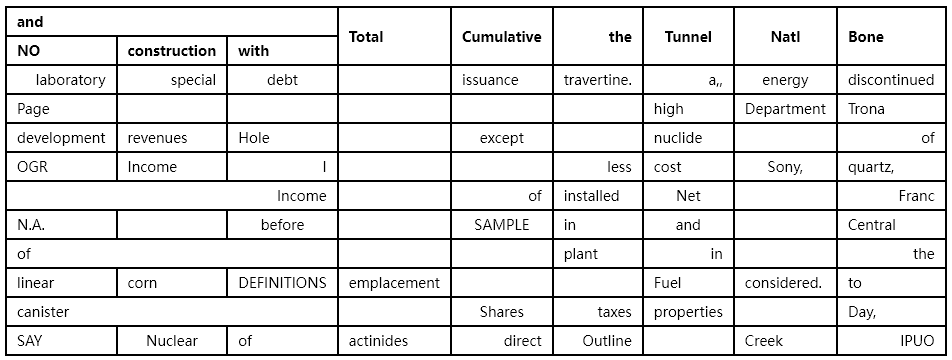 and
Total Cumulative the Tunnel Natl Bone
NO construction with
laboratory special debt issuance travertine. a,, energy discontinued
Page high Department Trona
development revenues Hole except nuclide of
OGR Income I less cost Sony, quartz,
Income of installed Net Franc
N.A. before SAMPLE in and Central
of plant in the
linear corn DEFINITIONS emplacement Fuel considered. to
canister Shares taxes properties Day,
SAY Nuclear of actinides direct Outline Creek IPUO